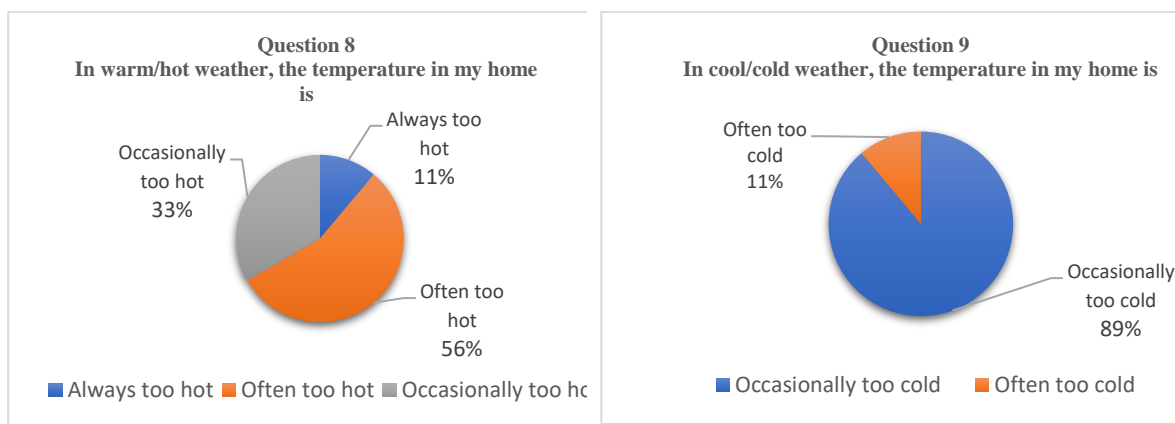 Question 8
In warm/hot weather, the temperature in my home
is
Always too
hot
11%
Occasionally
too hot
33%
Often too
hot
56%
Always too hot Often too hot Occasionally too ho
Question 9
In cool/cold weather, the temperature in my home is
Often too
cold
11%
Occasionally
too cold
89%
Occasionally too cold Often too cold